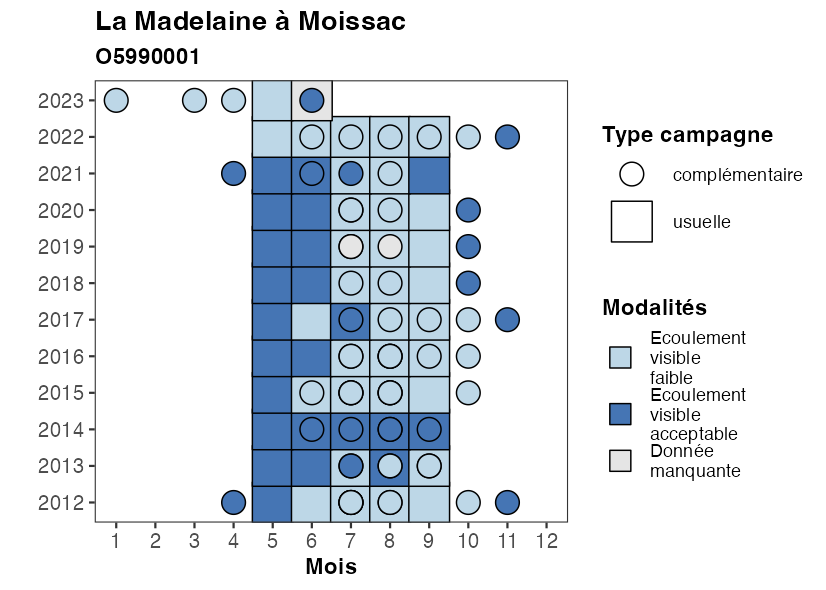 La Madelaine à Moissac
O5990001
2023
2022
2021
2020
2019
2018
2017
2016
2015
2014
2013
2012
1 2 3 4 5 6 7 8 9 10 11 12
Mois
Type campagne
complémentaire
usuelle
Modalités
Ecoulement
visible
faible
Ecoulement
visible
acceptable
Donnée
manquante